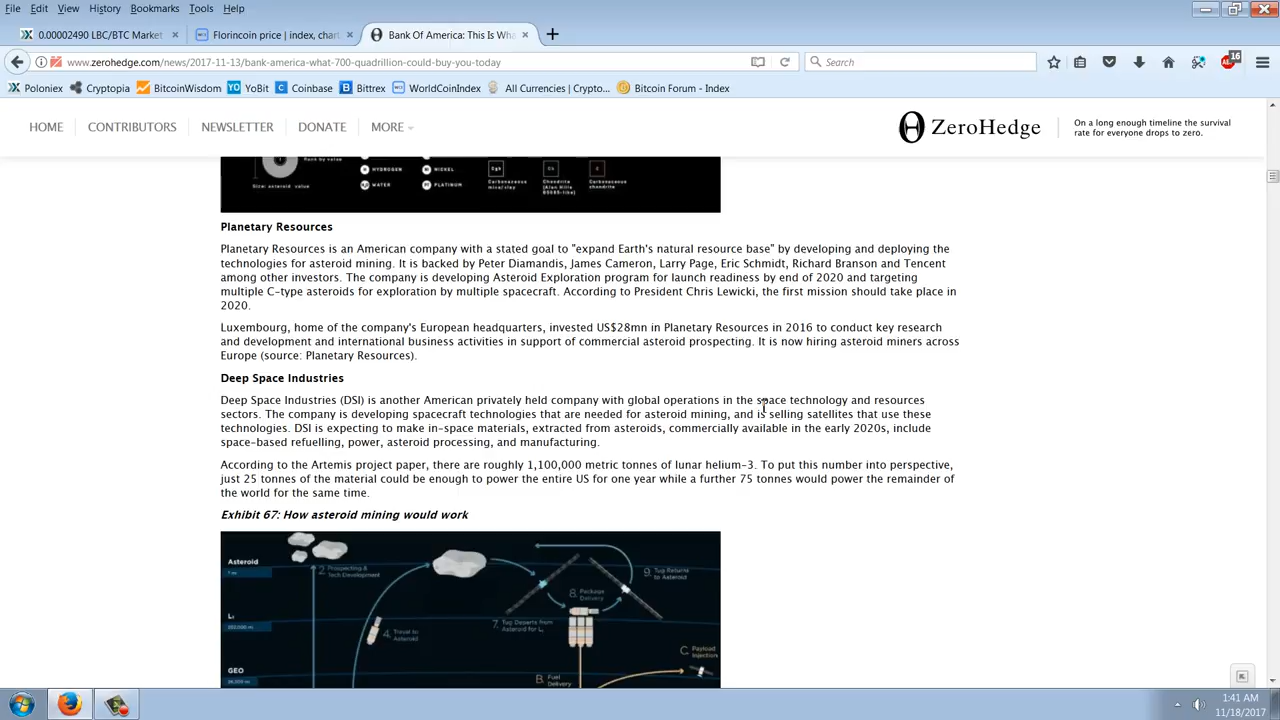 File Edit View History Bookmarks Tools Help
0.00002490 LBC/BTC Market
Florincoin price | index, chart
Bank Of America: This Is Wha
www.zerohedge.com/news/2017-11-13/bank-america-what-700-quadrillion-could-buy-you-today
Search
16
Poloniex Cryptopia BitcoinWisdom YoBit Coinbase Bittrex WorldCoinIndex All Currencies | Crypto... Bitcoin Forum - Index
HOME CONTRIBUTORS NEWSLETTER DONATE MORE
ZeroHedge
On a long enough timeline the survival
rate for everyone drops to zero.
Rank by value
HYDROGEN
NICKEL
WATER
PLATINUM
Size: asteroid value
Planetary Resources
Planetary Resources is an American company with a stated goal to "expand Earth's natural resource base" by developing and deploying the
technologies for asteroid mining. It is backed by Peter Diamandis, James Cameron, Larry Page, Eric Schmidt, Richard Branson and Tencent
among other investors. The company is developing Asteroid Exploration program for launch readiness by end of 2020 and targeting
multiple C-type asteroids for exploration by multiple spacecraft. According to President Chris Lewicki, the first mission should take place in
2020.
Luxembourg, home of the company's European headquarters, invested US$28mn in Planetary Resources in 2016 to conduct key research
and development and international business activities in support of commercial asteroid prospecting. It is now hiring asteroid miners across
Europe (source: Planetary Resources).
Deep Space Industries
Deep Space Industries (DSI) is another American privately held company with global operations in the space technology and resources
sectors. The company is developing spacecraft technologies that are needed for asteroid mining, and is selling satellites that use these
technologies. DSI is expecting to make in-space materials, extracted from asteroids, commercially available in the early 2020s, include
space-based refuelling, power, asteroid processing, and manufacturing.
According to the Artemis project paper, there are roughly 1,100,000 metric tonnes of lunar helium-3. To put this number into perspective,
just 25 tonnes of the material could be enough to power the entire US for one year while a further 75 tonnes would power the remainder of
the world for the same time.
Exhibit 67: How asteroid mining would work
Asteroid
2. Prospecting &
Tech Development
9. Tug Returns
to Asteroid
8. Packages
Delivery
4. Travel to
Asteroid
7. Tug Departs from
Asteroid for L₁
L₁
C. Payload
Injection
GEO
B. Fuel
Delivery
1:41 AM
11/18/2017